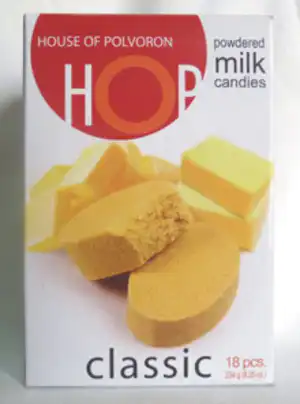 HOUSE OF POLVORON
HOP
powdered
milk
candies
classic
18 pcs.